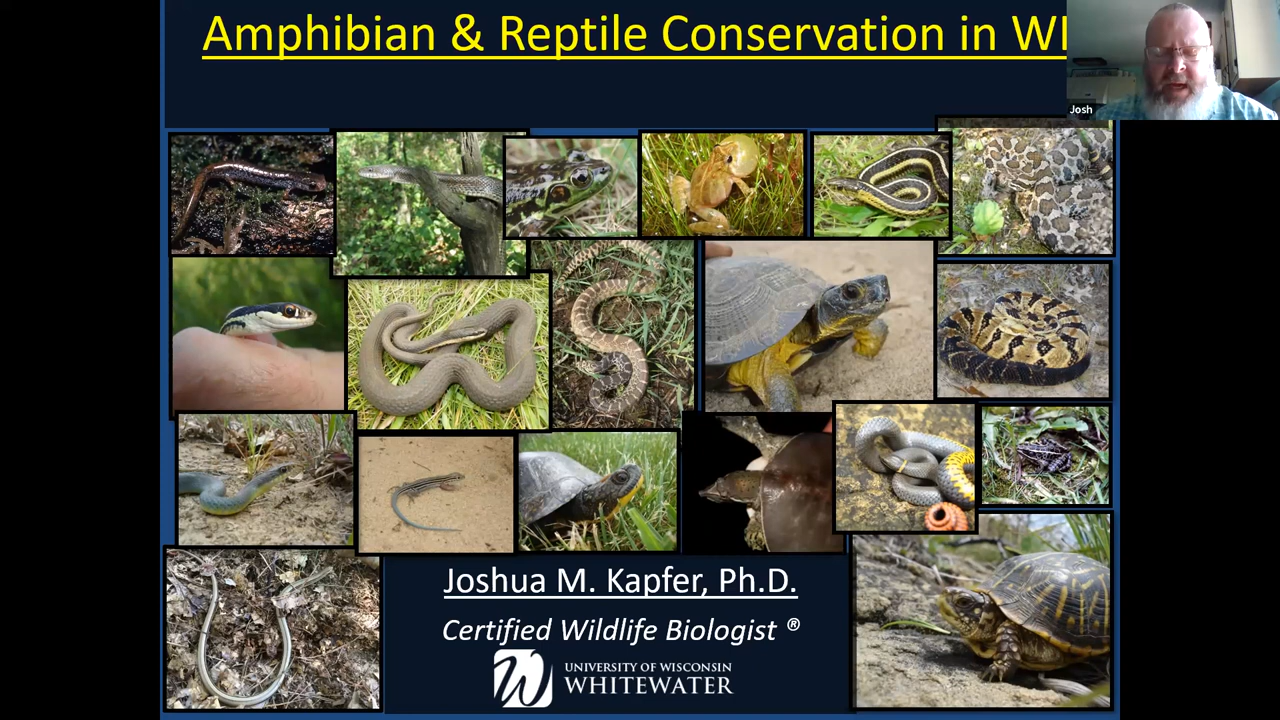 Amphibian & Reptile Conservation in WI
Josh
Joshua M. Kapfer, Ph.D.
Certified Wildlife Biologist ®
W
UNIVERSITY OF WISCONSIN
WHITEWATER